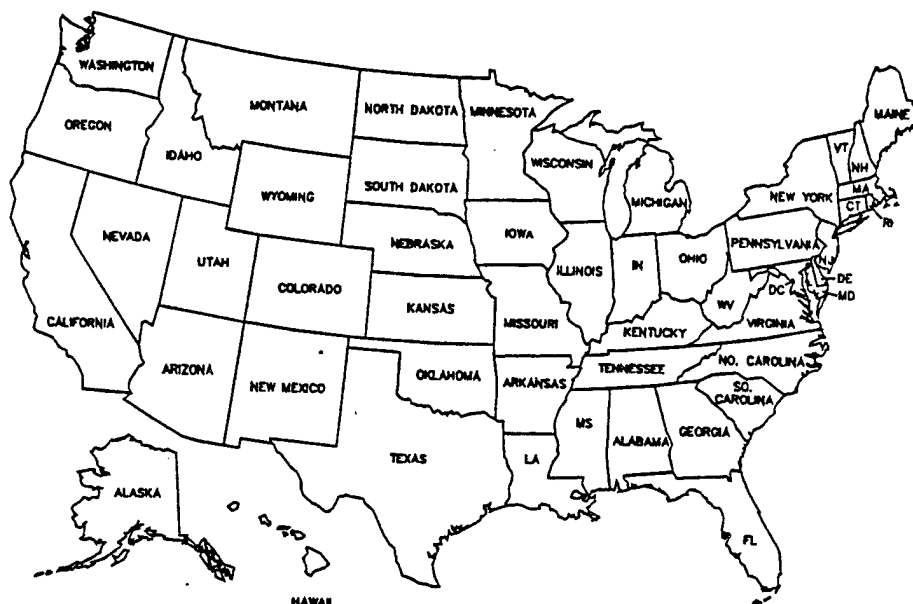 WASHINGTON
MONTANA
NORTH DAKOTA
MINNESOTA
MAINE
OREGON
IDAHO
VT
NH
WISCONSIN
SOUTH DAKOTA
WYOMING
MICHIGAN
NEW YORK
MA
CT
RI
NEVADA
NEBRASKA
IOWA
PENNSYLVANIA
UTAH
COLORADO
ILLINOIS
IN
OHIO
NJ
DE
MD
DC
KANSAS
MISSOURI
WV
CALIFORNIA
KENTUCKY
VIRGINIA
ARIZONA
NEW MEXICO
OKLAHOMA
ARKANSAS
TENNESSEE
NO. CAROLINA
SO.
CAROLINA
MS
ALABAMA
GEORGIA
TEXAS
LA
ALASKA
FL
HAWAII